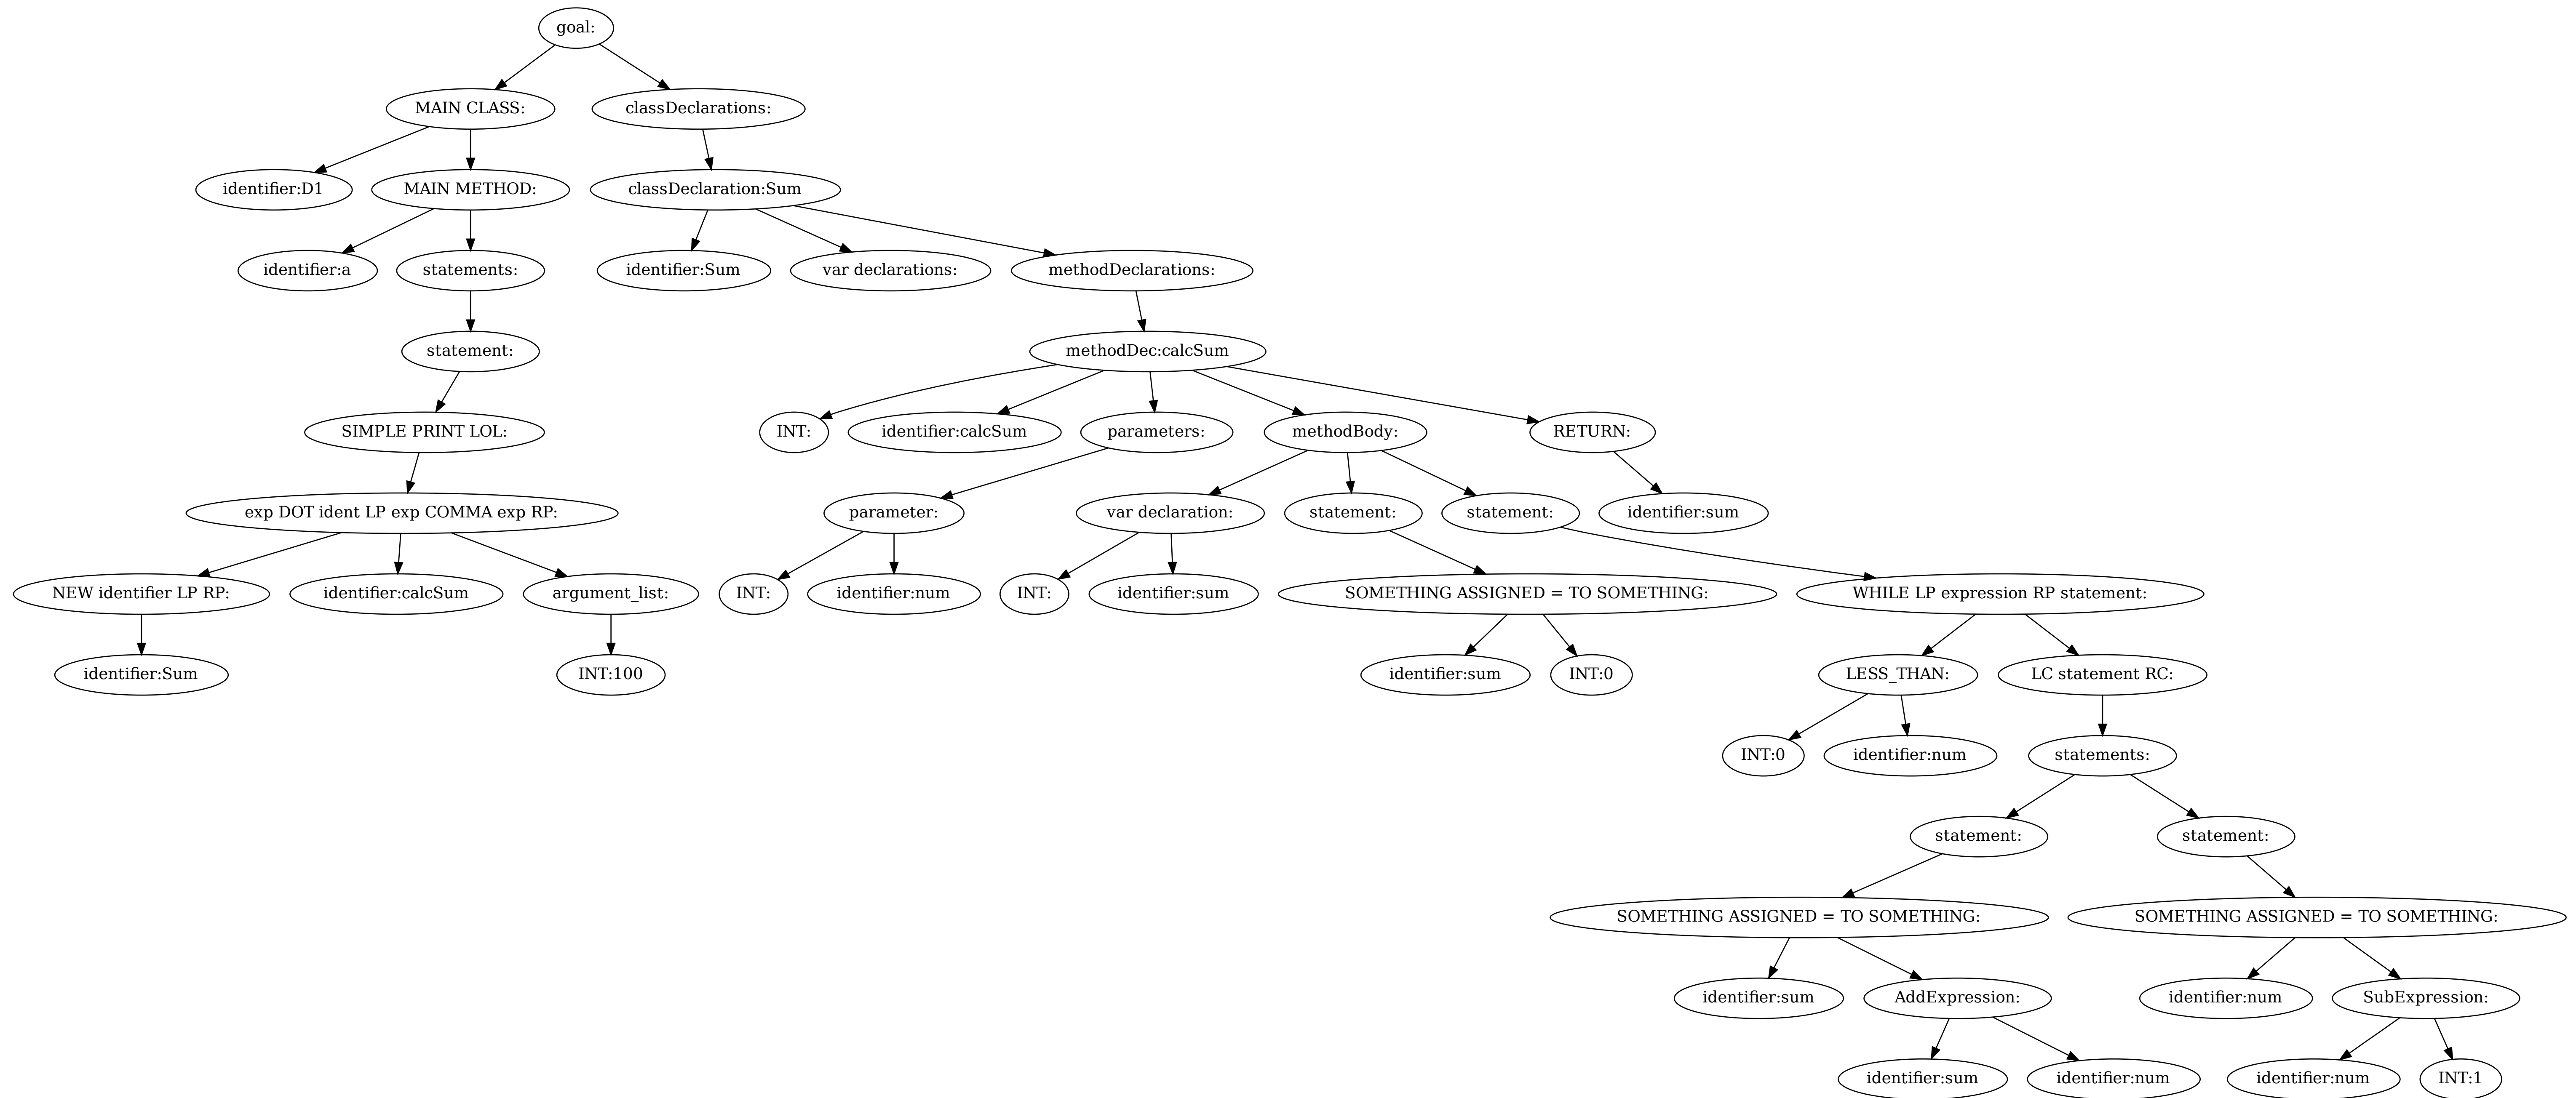 goal:
MAIN CLASS:
classDeclarations:
identifier:D1
MAIN METHOD:
classDeclaration:Sum
identifier:a
statements:
identifier:Sum
var declarations:
methodDeclarations:
statement:
methodDec:calcSum
SIMPLE PRINT LOL:
INT:
identifier:calcSum
parameters:
methodBody:
RETURN:
exp DOT ident LP exp COMMA exp RP:
parameter:
var declaration:
statement:
statement:
identifier:sum
NEW identifier LP RP:
identifier:calcSum
argument_list:
INT:
identifier:num
INT:
identifier:sum
SOMETHING ASSIGNED = TO SOMETHING:
WHILE LP expression RP statement:
identifier:Sum
INT:100
identifier:sum
INT:0
LESS_THAN:
LC statement RC:
INT:0
identifier:num
statements:
statement:
statement:
SOMETHING ASSIGNED = TO SOMETHING:
SOMETHING ASSIGNED = TO SOMETHING:
identifier:sum
AddExpression:
identifier:num
SubExpression:
identifier:sum
identifier:num
identifier:num
INT:1